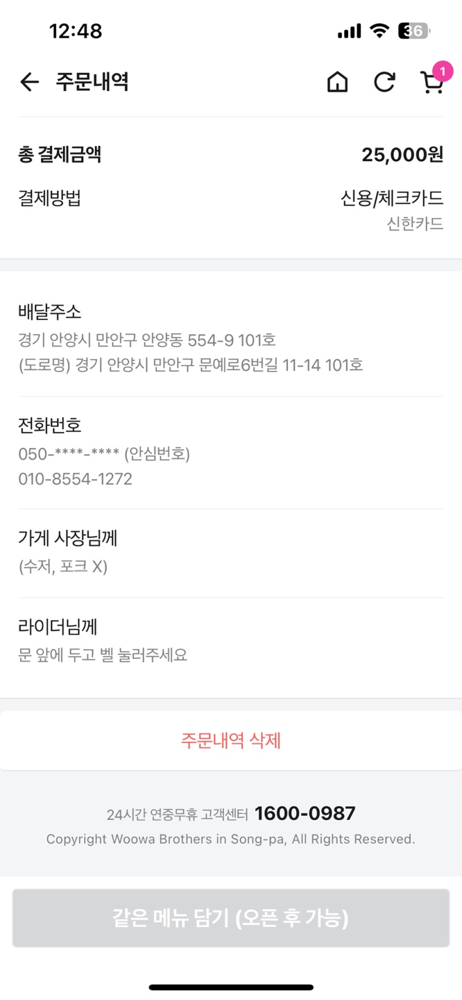 12:48
36
주문내역
1
총 결제금액 25,000원
결제방법 신용/체크카드
신한카드
배달주소
경기 안양시 만안구 안양동 554-9 101호
(도로명) 경기 안양시 만안구 문예로6번길 11-14 101호
전화번호
050-****-**** (안심번호)
010-8554-1272
가게 사장님께
(수저, 포크 X)
라이더님께
문 앞에 두고 벨 눌러주세요
주문내역 삭제
24시간 연중무휴 고객센터 1600-0987
Copyright Woowa Brothers in Song-pa, All Rights Reserved.
같은 메뉴 담기 (오픈 후 가능)